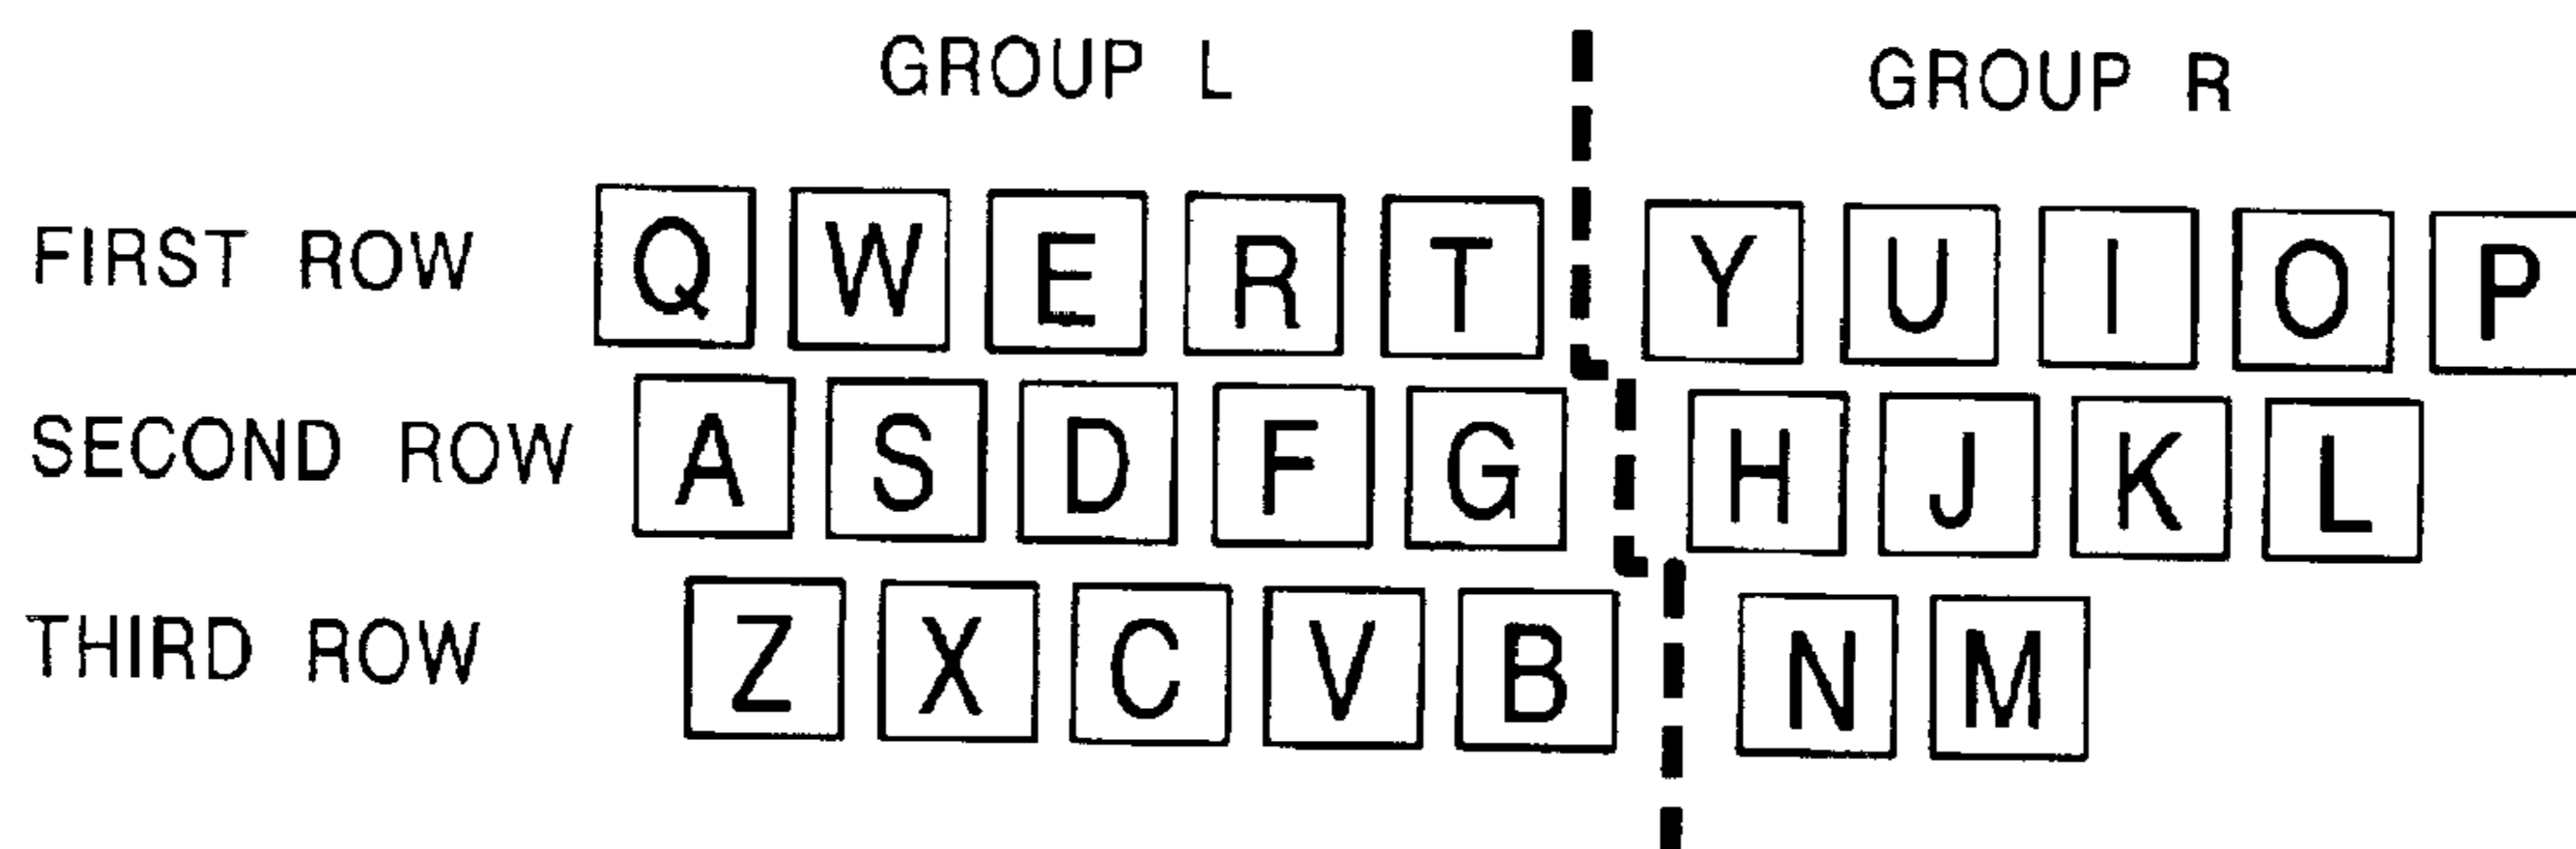 GROUP L GROUP R
FIRST ROW Q W E R T Y U I O P
SECOND ROW A S D F G H J K L
THIRD ROW Z X C V B N M